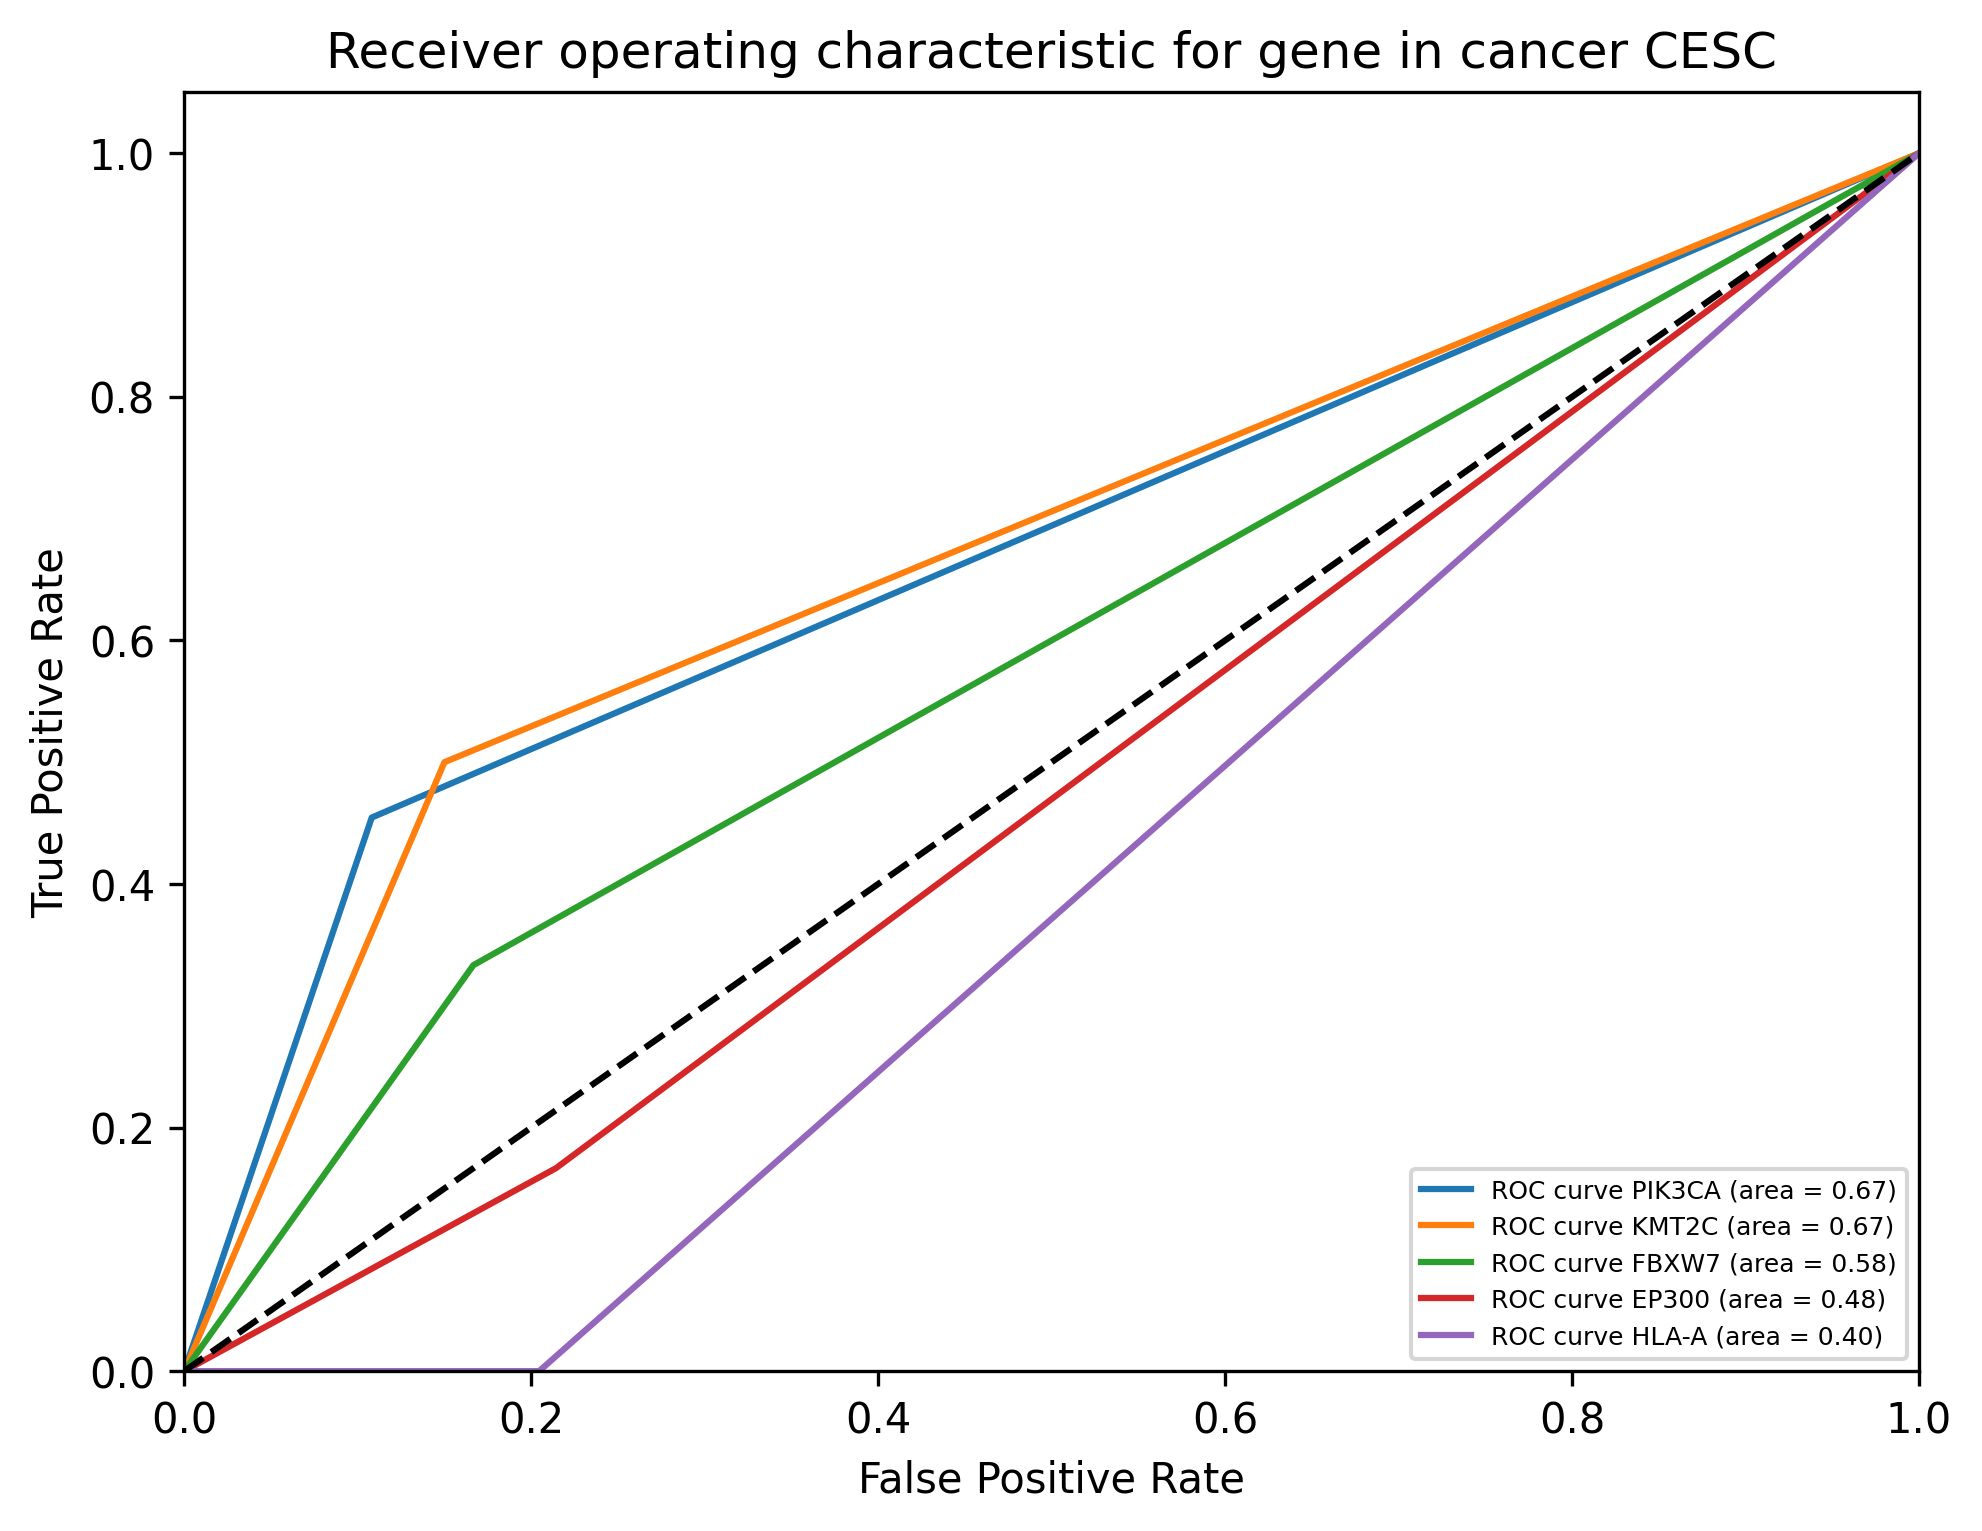 Receiver operating characteristic for gene in cancer CESC
True Positive Rate
1.0
0.8
0.6
0.4
0.2
0.0
0.0 0.2 0.4 0.6 0.8 1.0
False Positive Rate
ROC curve PIK3CA (area = 0.67)
ROC curve KMT2C (area = 0.67)
ROC curve FBXW7 (area = 0.58)
ROC curve EP300 (area = 0.48)
ROC curve HLA-A (area = 0.40)